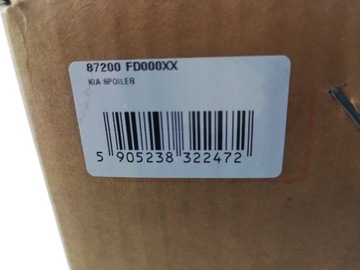 87200 FD000XX
KIA SPOILER
5 905238 322472